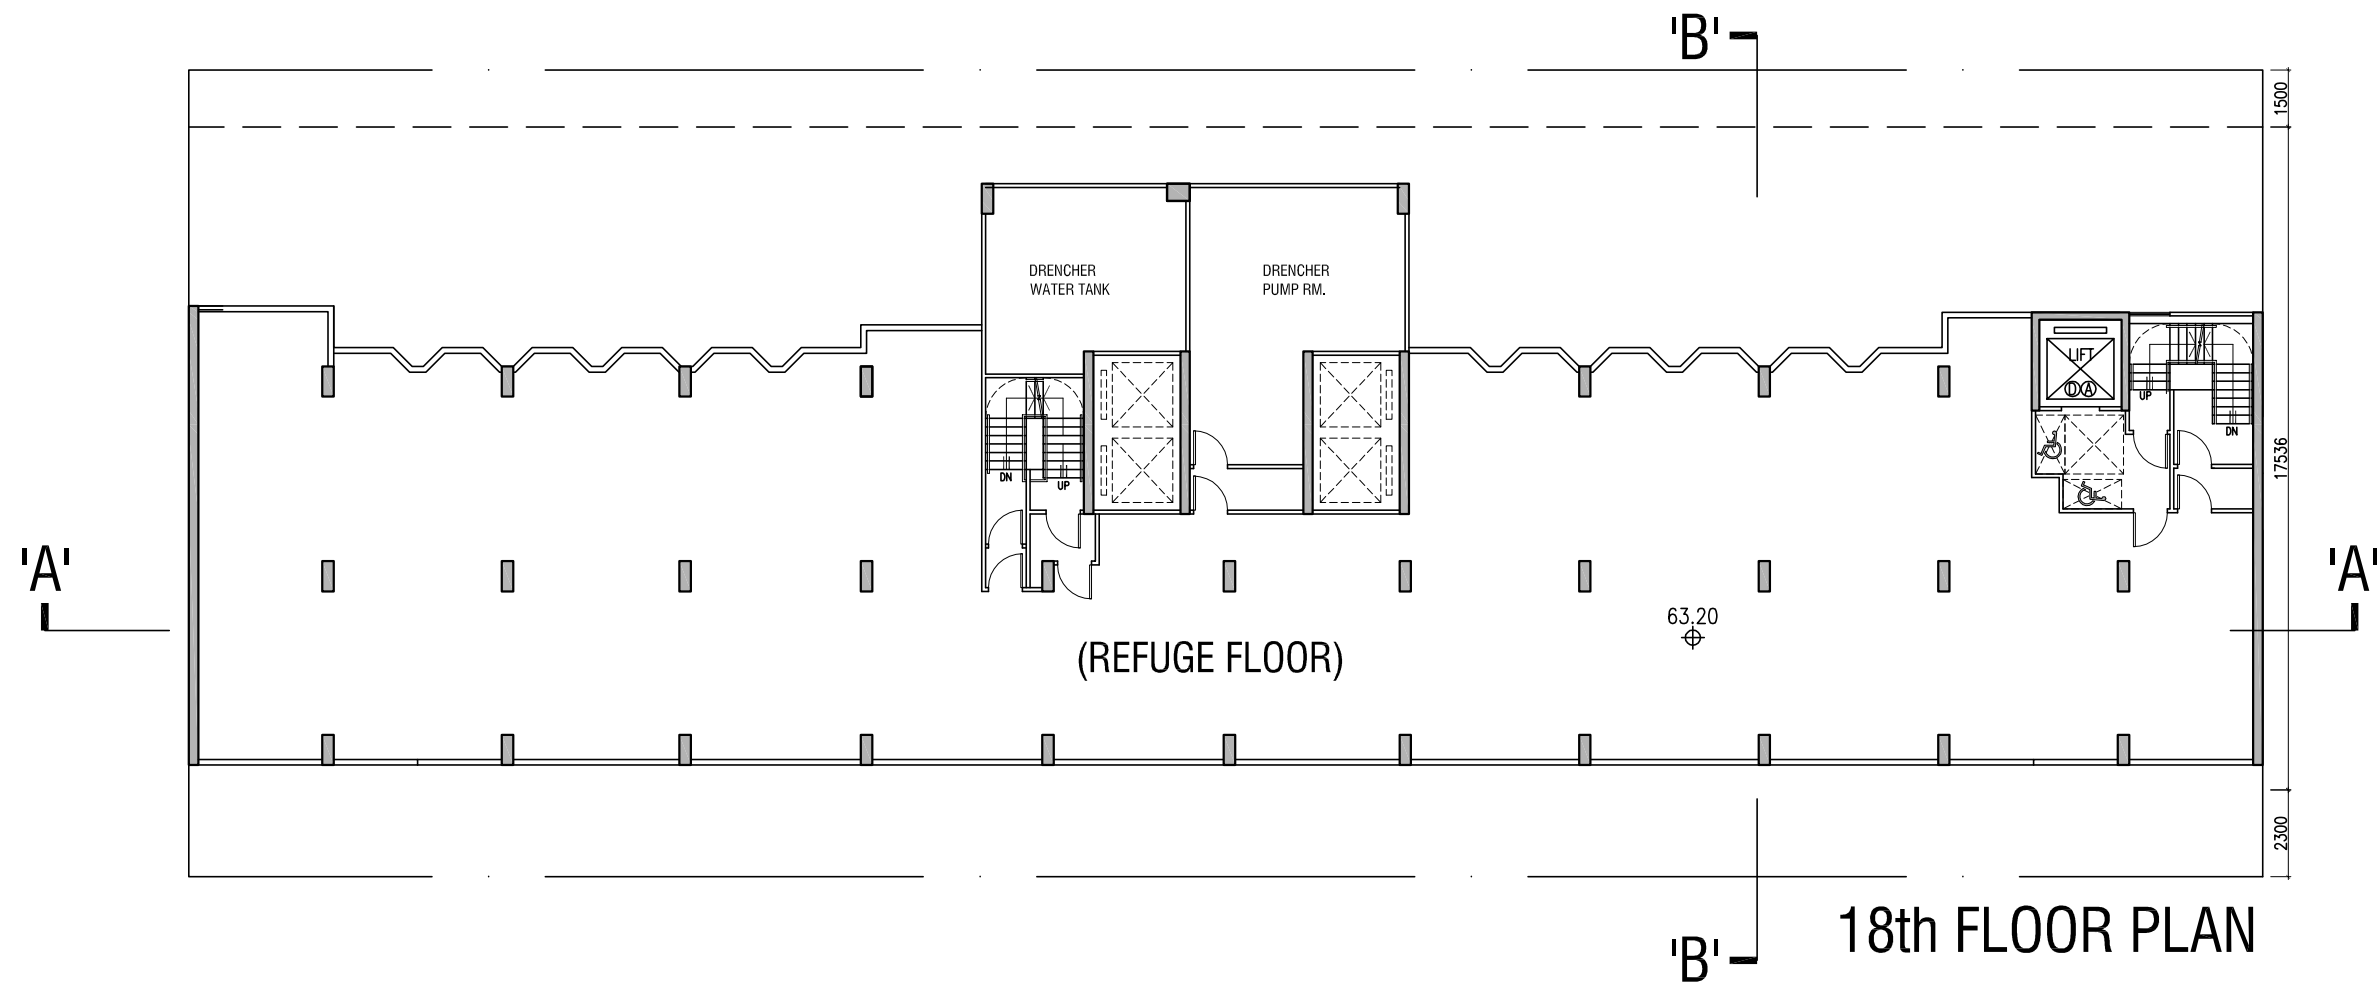 'B'
1500
DRENCHER
WATER TANK
DRENCHER
PUMP RM.
LIFT
D A
UP
DN
DN
UP
17536
'A'
'A'
63.20
(REFUGE FLOOR)
2300
18th FLOOR PLAN
'B'